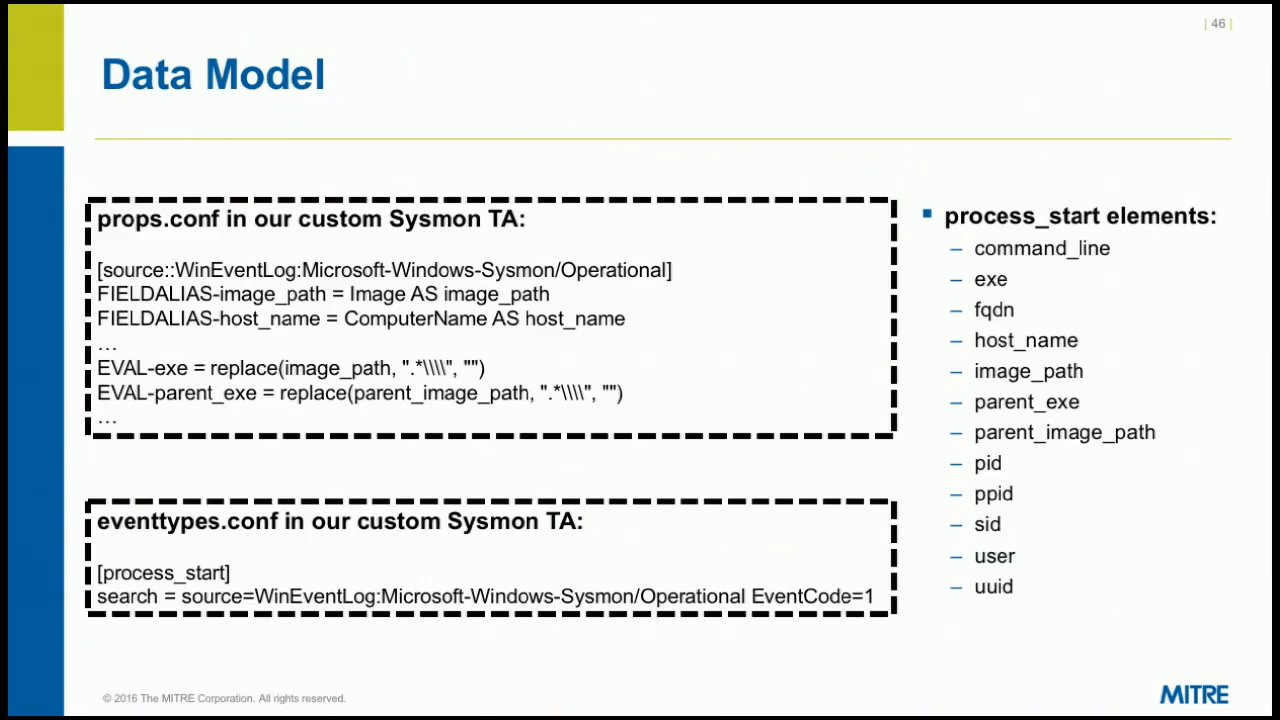 | 46 |
Data Model
props.conf in our custom Sysmon TA:
[source::WinEventLog:Microsoft-Windows-Sysmon/Operational]
FIELDALIAS-image_path = Image AS image_path
FIELDALIAS-host_name = ComputerName AS host_name
…
EVAL-exe = replace(image_path, ".*\\\\", "")
EVAL-parent_exe = replace(parent_image_path, ".*\\\\", "")
…
eventtypes.conf in our custom Sysmon TA:
[process_start]
search = source=WinEventLog:Microsoft-Windows-Sysmon/Operational EventCode=1
▪ process_start elements:
– command_line
– exe
– fqdn
– host_name
– image_path
– parent_exe
– parent_image_path
– pid
– ppid
– sid
– user
– uuid
© 2016 The MITRE Corporation. All rights reserved.
MITRE